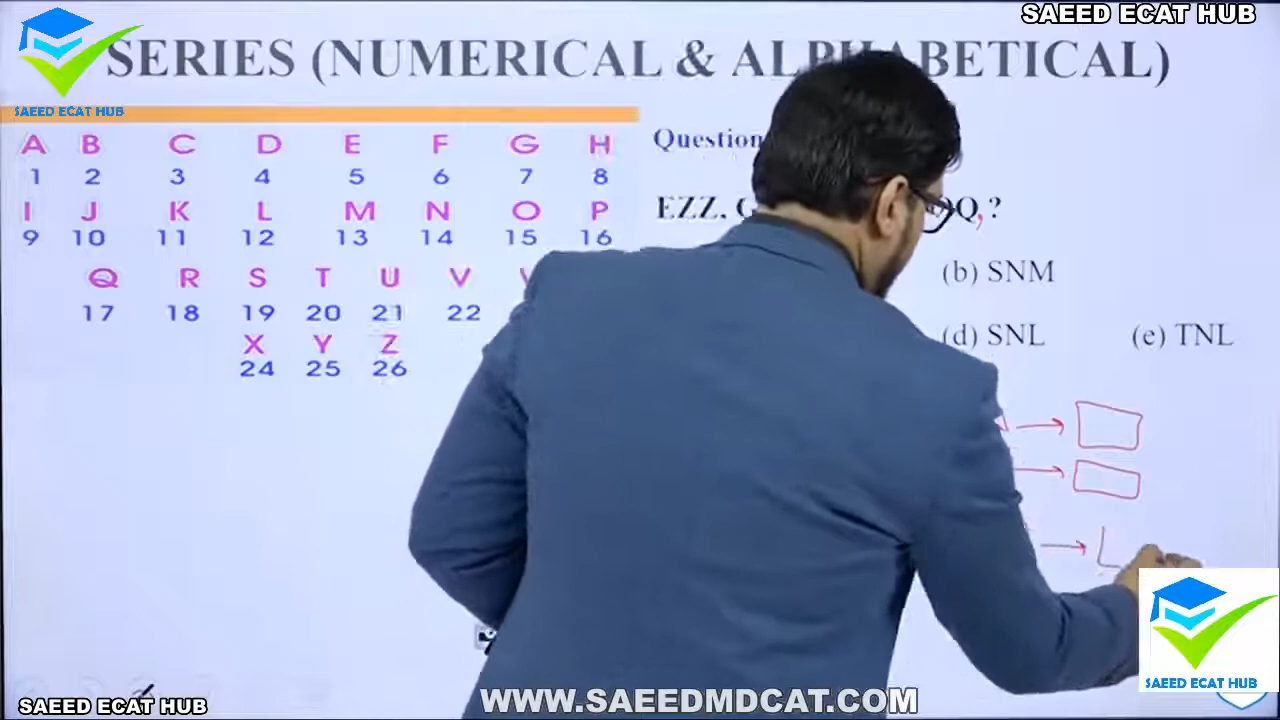 SAEED ECAT HUB
SERIES (NUMERICAL & ALPHABETICAL)
SAEED ECAT HUB
A B C D E F G H
1 2 3 4 5 6 7 8
I J K L M N O P
9 10 11 12 13 14 15 16
Q R S T U V
17 18 19 20 21 22
X Y Z
24 25 26
Question
EZZ, G
Q,?
(b) SNM
(d) SNL (e) TNL
SAEED ECAT HUB
SAEED ECAT HUB
WWW.SAEEDMDCAT.COM